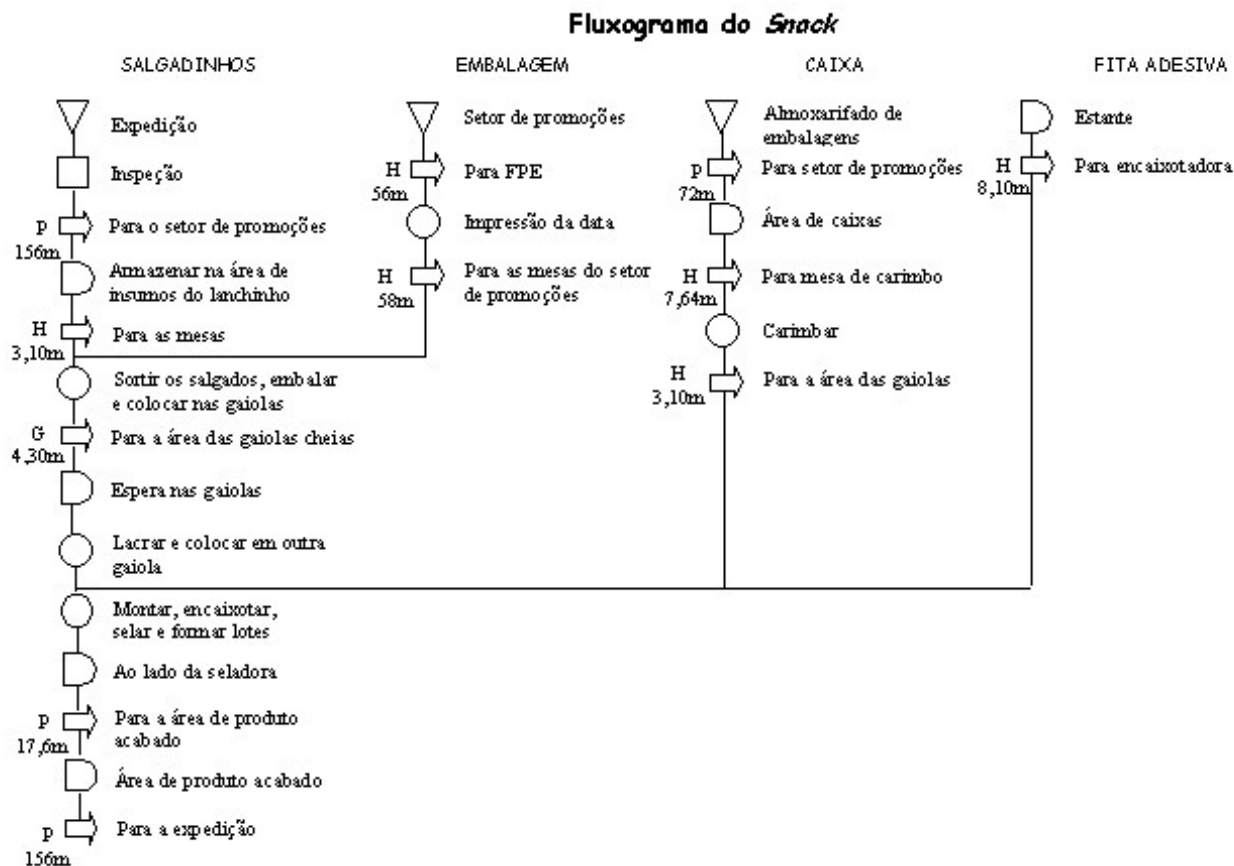 Fluxograma do Snack
SALGADINHOS
Expedição
Inspeção
P
156m
Para o setor de promoções
Armazenar na área de
insumos do lanchinho
H
3,10m
Para as mesas
Sortir os salgados, embalar
e colocar nas gaiolas
G
4,30m
Para a área das gaiolas cheias
Espera nas gaiolas
Lacrar e colocar em outra
gaiola
Montar, encaixotar,
selar e formar lotes
Ao lado da seladora
P
17,6m
Para a área de produto
acabado
Área de produto acabado
P
156m
Para a expedição
EMBALAGEM
Setor de promoções
H
56m
Para FPE
Impressão da data
H
58m
Para as mesas do setor
de promoções
CAIXA
Almoxarifado de
embalagens
P
72m
Para setor de promoções
Área de caixas
H
7,64m
Para mesa de carimbo
Carimbar
H
3,10m
Para a área das gaiolas
FITA ADESIVA
Estante
H
8,10m
Para encaixotadora